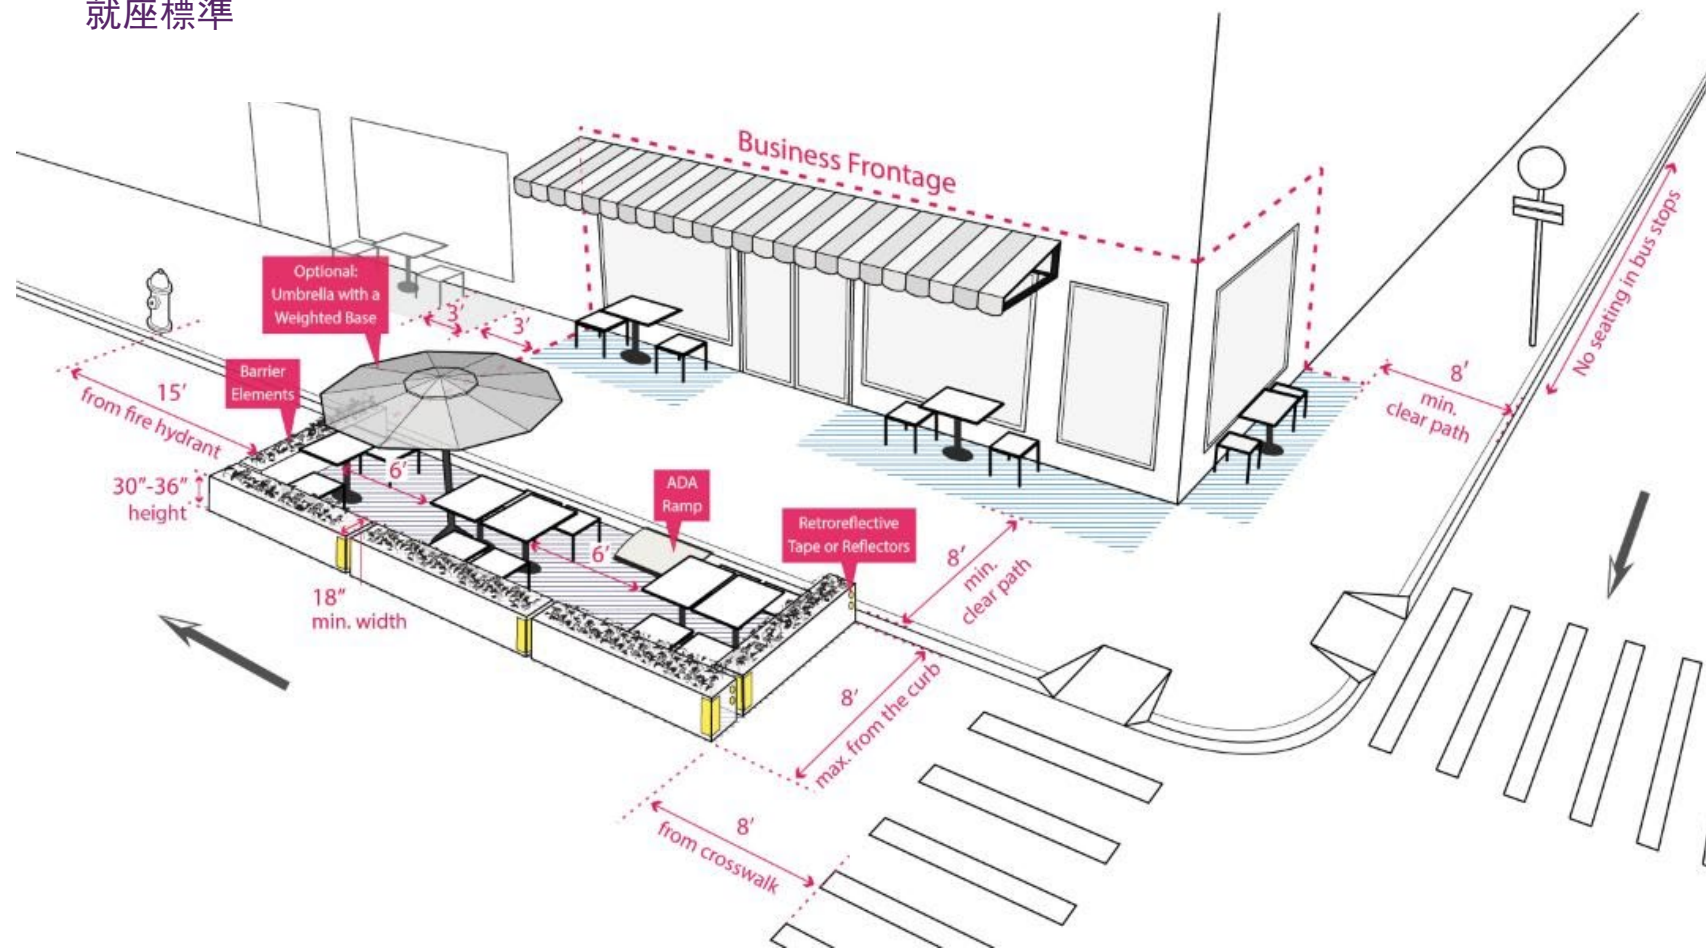 就座標準
Business Frontage
Optional:
Umbrella with a
Weighted Base
3'
3'
Barrier
Elements
15'
from fire hydrant
30"-36"
height
6'
6'
18"
min. width
ADA
Ramp
Retroreflective
Tape or Reflectors
8'
min.
clear path
8'
min.
clear path
No seating in bus stops
8'
max. from the curb
8'
from crosswalk